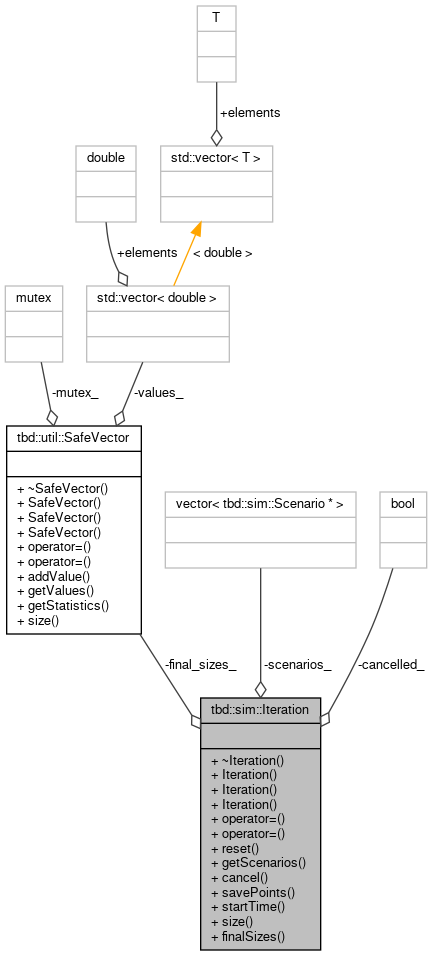 T
+elements
double
std::vector< T >
+elements
< double >
mutex
std::vector< double >
-mutex_
-values_
tbd::util::SafeVector
+ ~SafeVector()
+ SafeVector()
+ SafeVector()
+ SafeVector()
+ operator=()
+ operator=()
+ addValue()
+ getValues()
+ getStatistics()
+ size()
vector< tbd::sim::Scenario * >
bool
-final_sizes_
-scenarios_
-cancelled_
tbd::sim::Iteration
+ ~Iteration()
+ Iteration()
+ Iteration()
+ Iteration()
+ operator=()
+ operator=()
+ reset()
+ getScenarios()
+ cancel()
+ savePoints()
+ startTime()
+ size()
+ finalSizes()